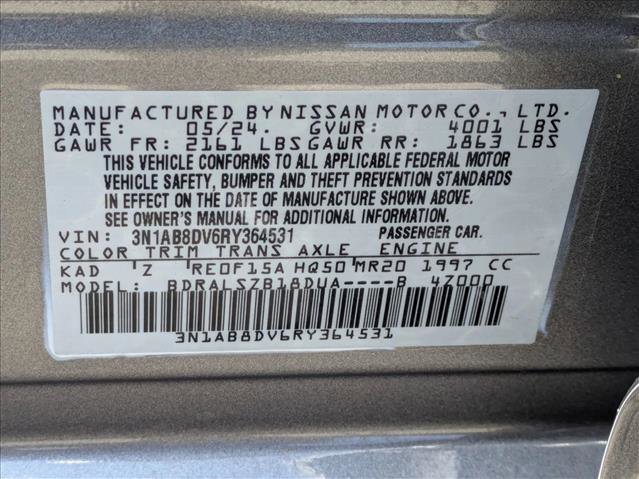 MANUFACTURED BY NISSAN MOTOR CO., LTD.
DATE: 05/24. GVWR: 4001 LBS
GAWR FR: 2161 LBS GAWR RR: 1863 LBS
THIS VEHICLE CONFORMS TO ALL APPLICABLE FEDERAL MOTOR
VEHICLE SAFETY, BUMPER AND THEFT PREVENTION STANDARDS
IN EFFECT ON THE DATE OF MANUFACTURE SHOWN ABOVE.
SEE OWNER'S MANUAL FOR ADDITIONAL INFORMATION.
VIN: 3N1AB8DV6RY364531 PASSENGER CAR.
COLOR TRIM TRANS AXLE ENGINE
KAD Z RE0F15A HQ50 MR20 1997 CC
BDRALSZB18DUA----B 4Z000
3N1AB8DV6RY364531